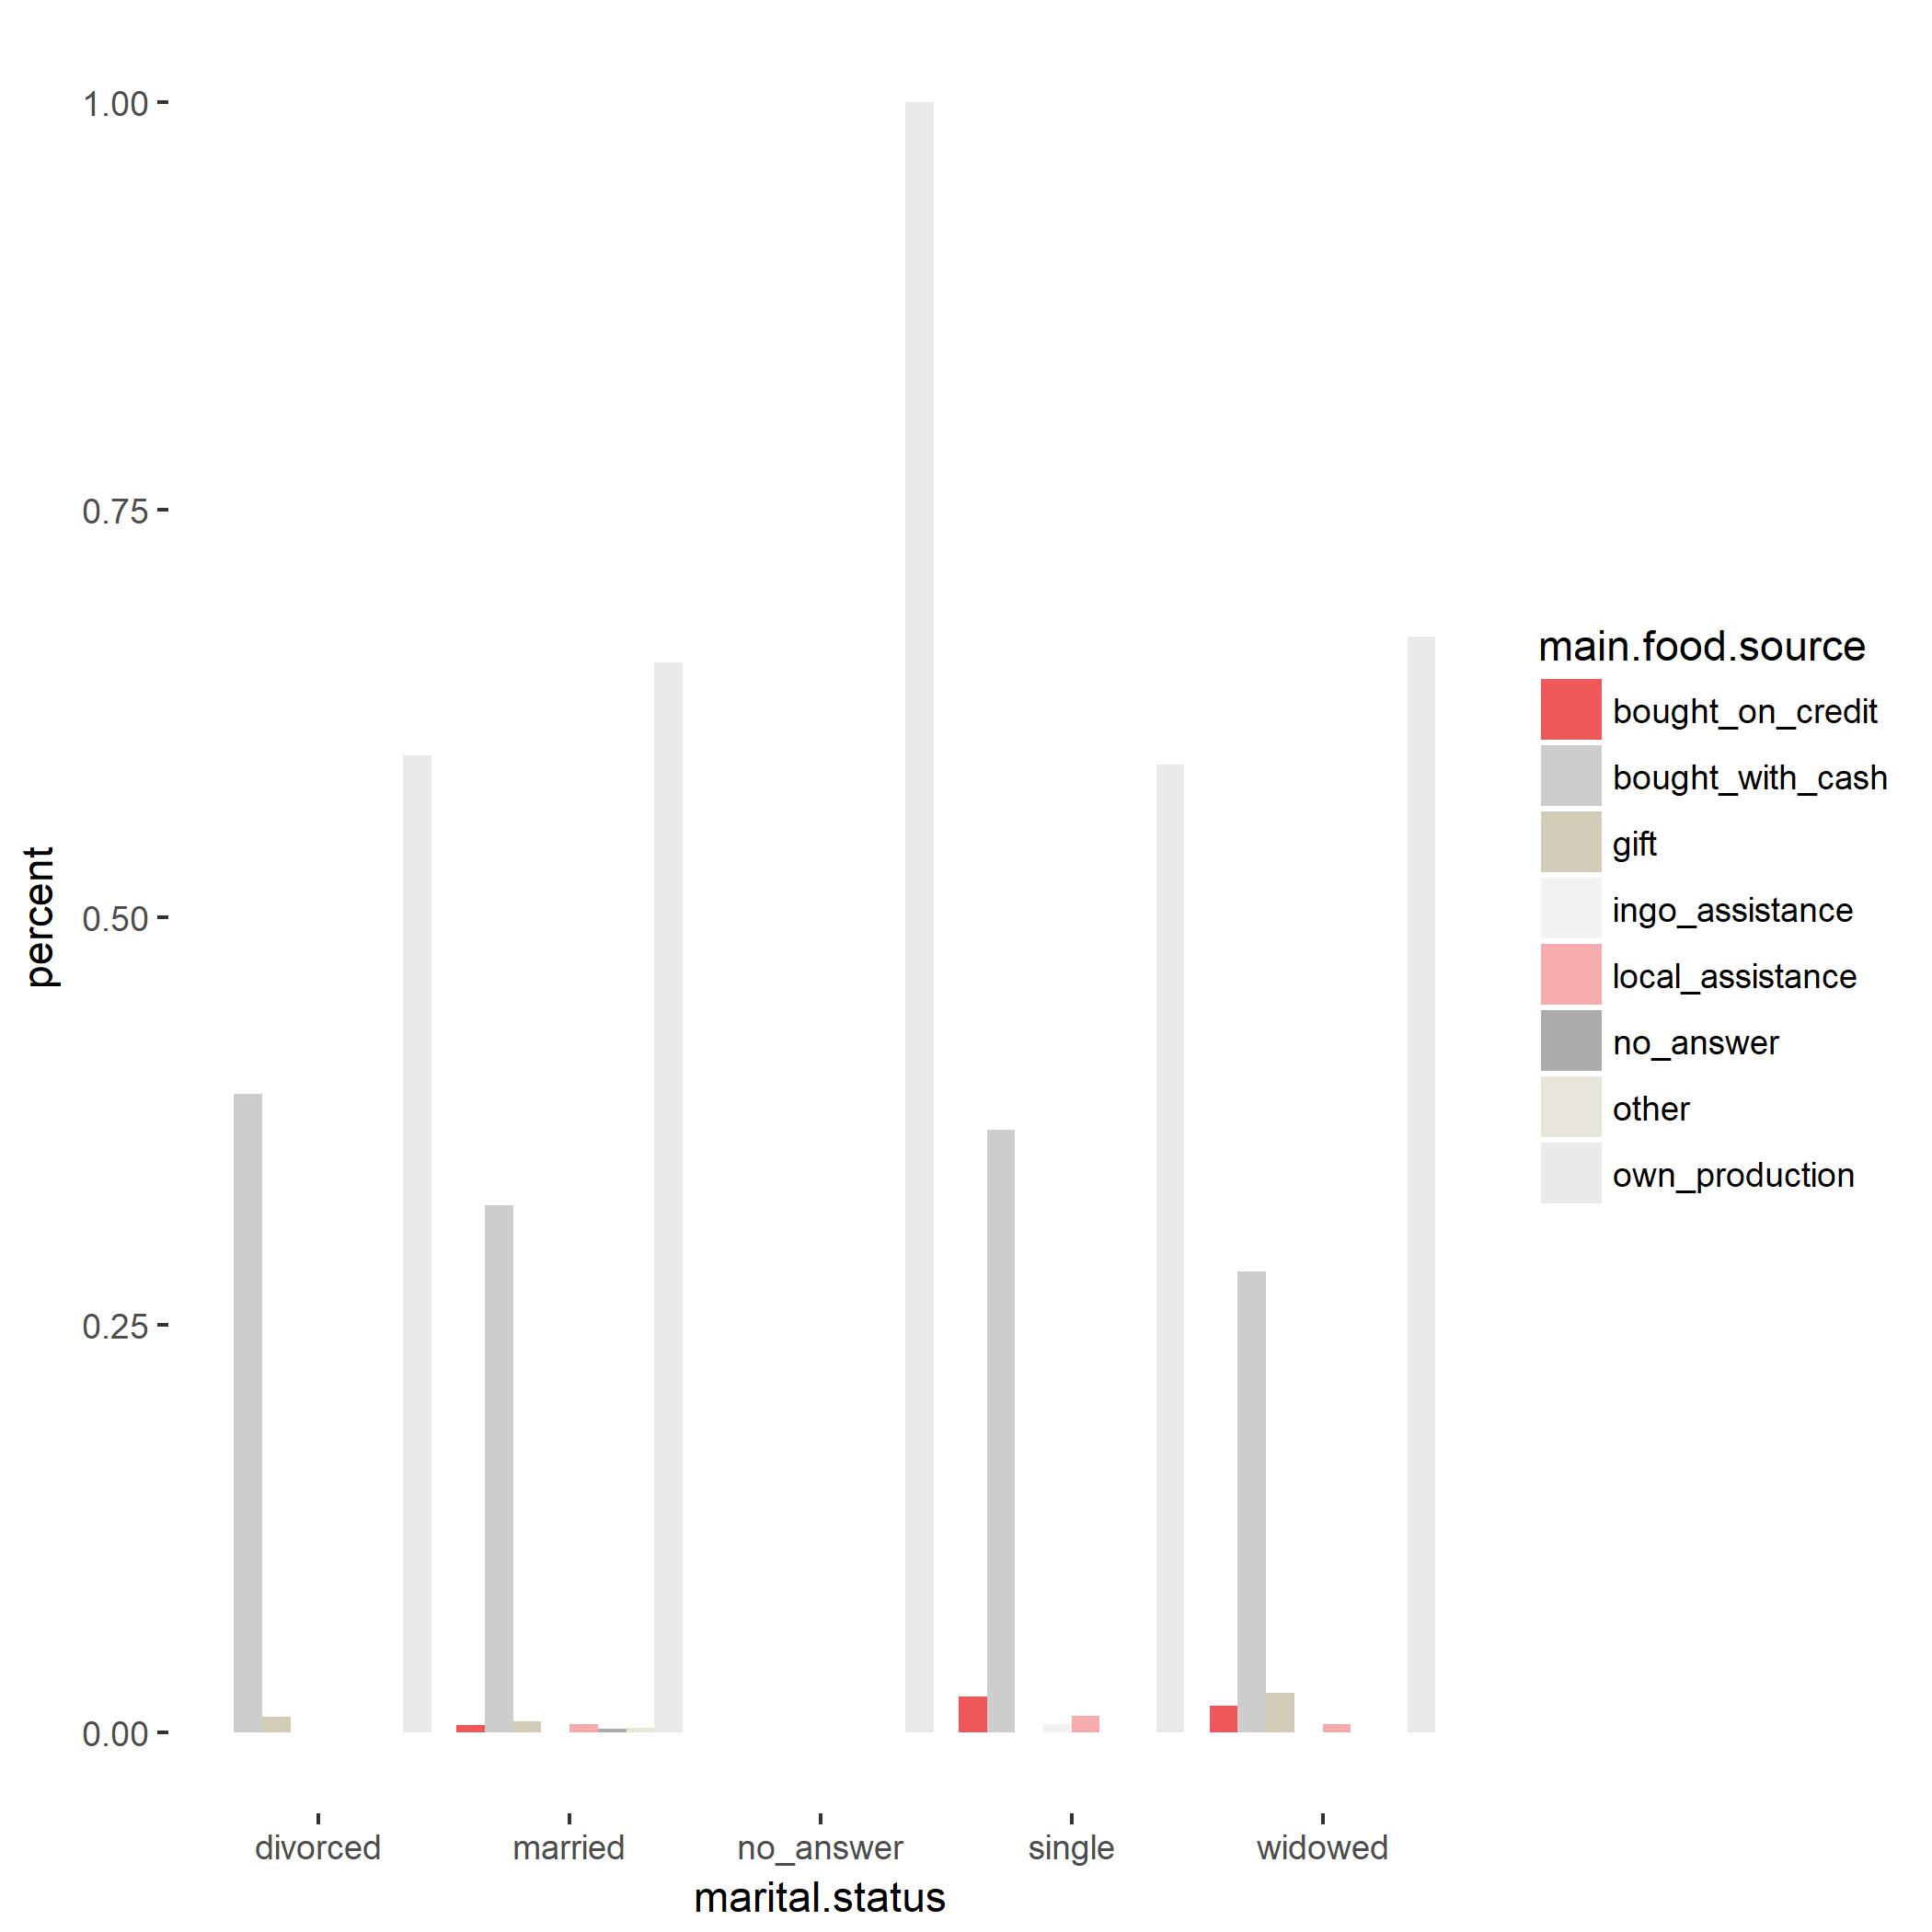 1.00
0.75
0.50
0.25
0.00
percent
divorced
married
no_answer
single
widowed
marital.status
main.food.source
bought_on_credit
bought_with_cash
gift
ingo_assistance
local_assistance
no_answer
other
own_production